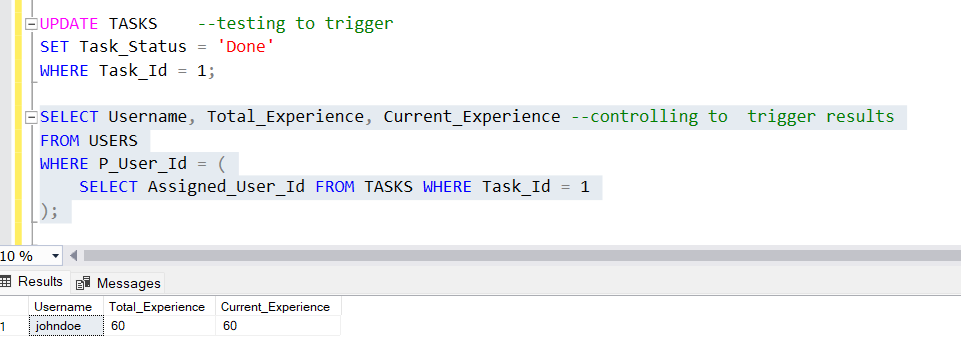 UPDATE TASKS    --testing to trigger
SET Task_Status = 'Done'
WHERE Task_Id = 1;
SELECT Username, Total_Experience, Current_Experience --controlling to  trigger results
FROM USERS
WHERE P_User_Id = (
    SELECT Assigned_User_Id FROM TASKS WHERE Task_Id = 1
);
10 %
Results Messages
Username Total_Experience Current_Experience
1 johndoe 60 60